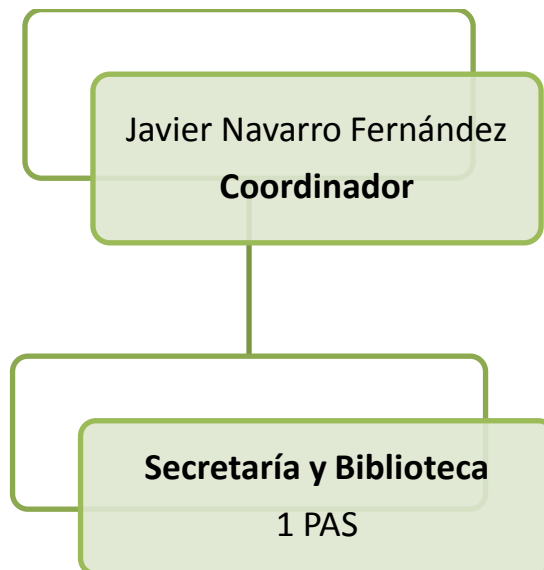 Javier Navarro Fernández
Coordinador
Secretaría y Biblioteca
1 PAS